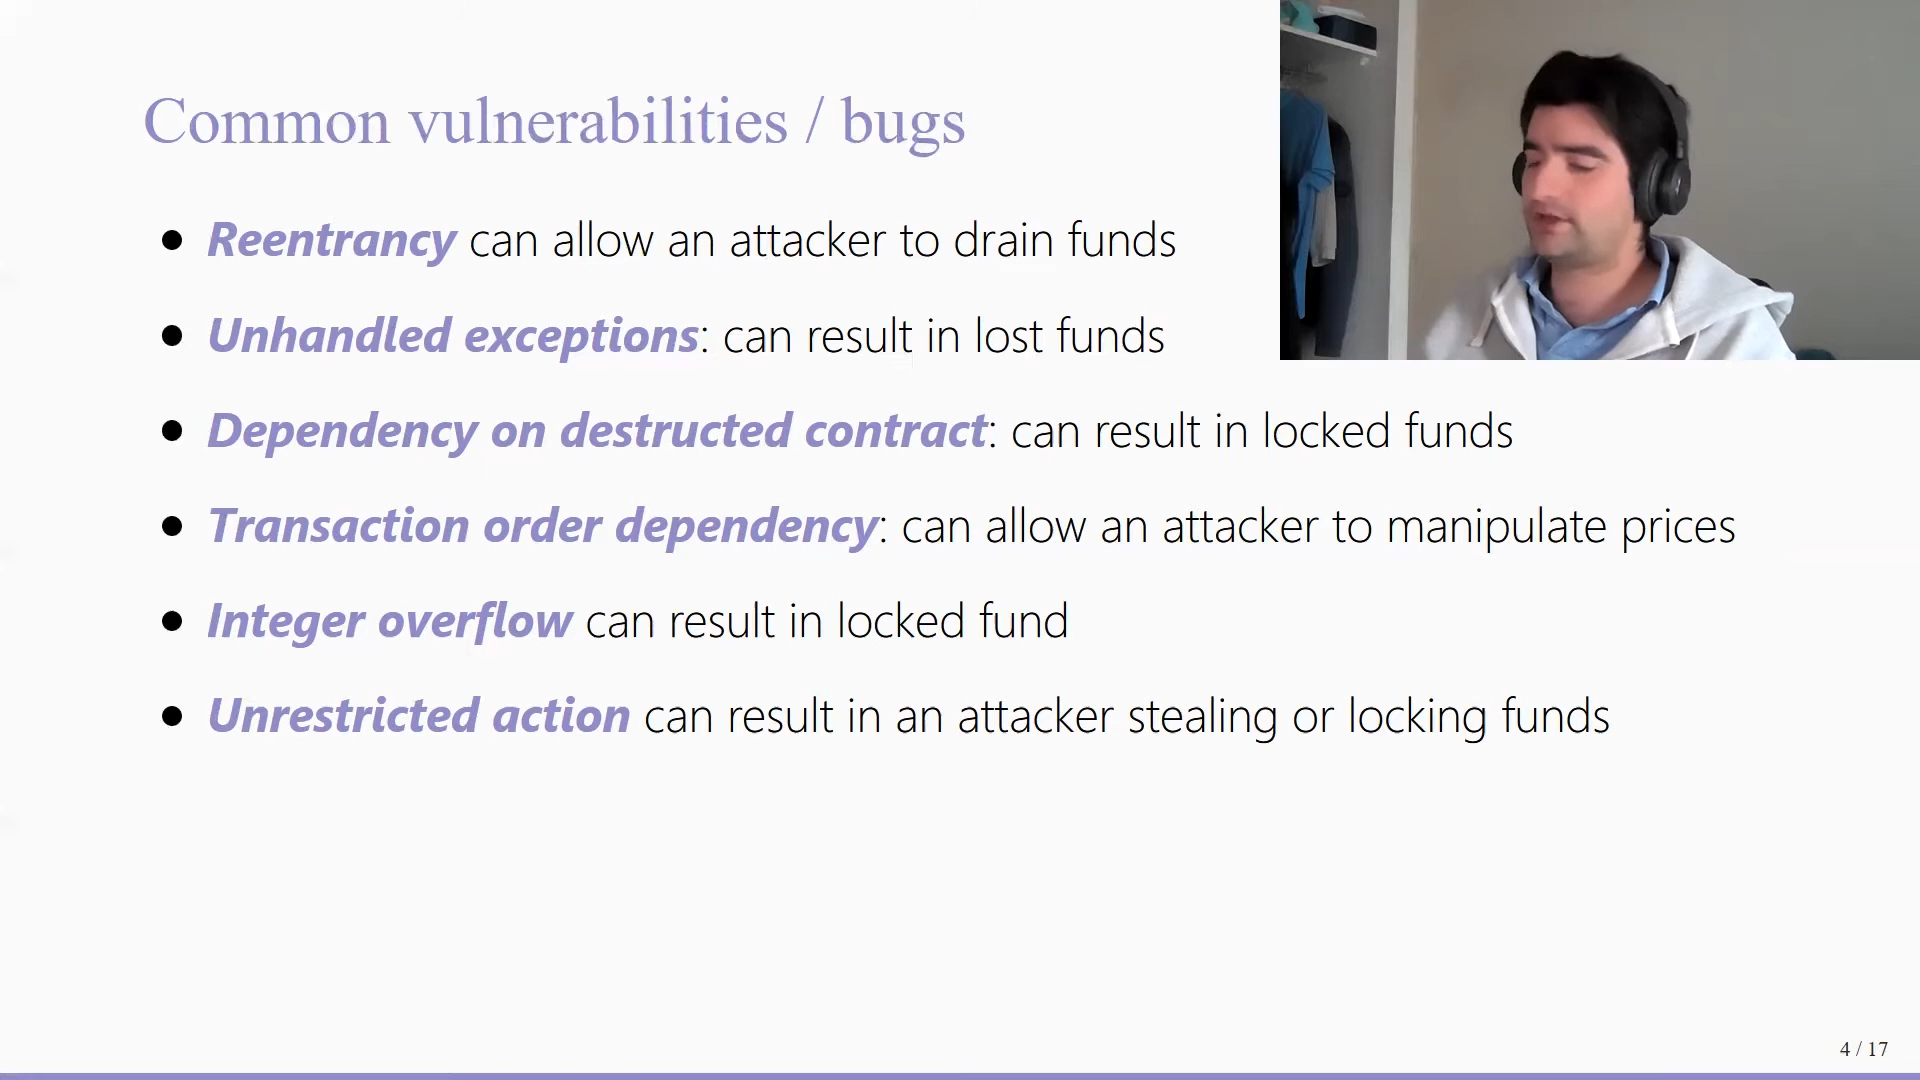 Common vulnerabilities / bugs
● Reentrancy can allow an attacker to drain funds
● Unhandled exceptions: can result in lost funds
● Dependency on destructed contract: can result in locked funds
● Transaction order dependency: can allow an attacker to manipulate prices
● Integer overflow can result in locked fund
● Unrestricted action can result in an attacker stealing or locking funds
4 / 17